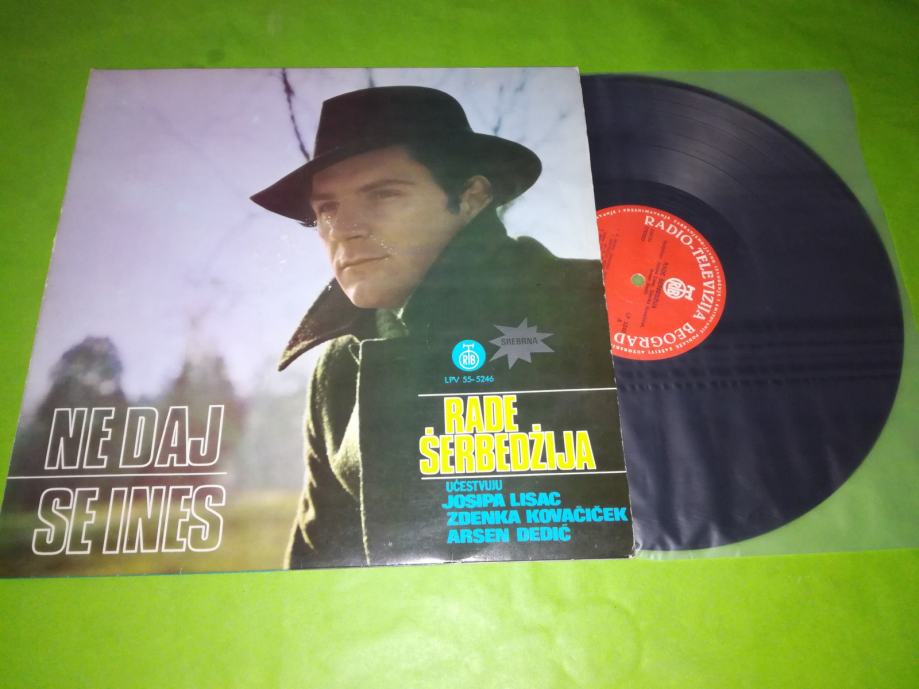 NE DAJ
SE INES
SREBRNA
RTB
LPV 55-5246
RADE
ŠERBEDŽIJA
UČESTVUJU
JOSIPA LISAC
ZDENKA KOVAČIČEK
ARSEN DEDIĆ
RADIO-TELEVIZIJA BEOGRAD
RTB